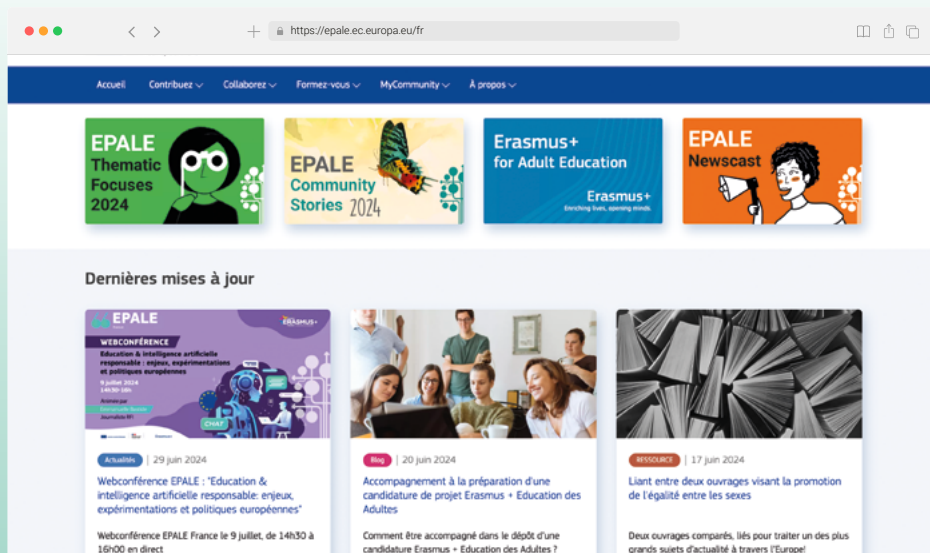 https://epale.ec.europa.eu/fr
Accueil Contribuez Collaborez Formez-vous MyCommunity À propos
EPALE
Thematic
Focuses
2024
EPALE
Community
Stories 2024
Erasmus+
for Adult Education
Erasmus+
Enriching lives, opening minds.
EPALE
Newscast
Dernières mises à jour
EPALE
ERASMUS+
WEBCONFÉRENCE
Education & intelligence artificielle
responsable : enjeux, expérimentations
et politiques européennes
9 juillet 2024
14h30-16h
Animée par
Journaliste RFI
CHAT
Actualités | 29 juin 2024
Webconférence EPALE : "Education &
intelligence artificielle responsable: enjeux,
expérimentations et politiques européennes"
Webconférence EPALE France le 9 juillet, de 14h30 à
16h00 en direct
Blog | 20 juin 2024
Accompagnement à la préparation d'une
candidature de projet Erasmus + Education des
Adultes
Comment être accompagné dans le dépôt d'une
candidature Erasmus + Education des Adultes ?
RESSOURCE | 17 juin 2024
Liant entre deux ouvrages visant la promotion
de l'égalité entre les sexes
Deux ouvrages comparés, liés pour traiter un des plus
grands sujets d'actualité à travers l'Europe!